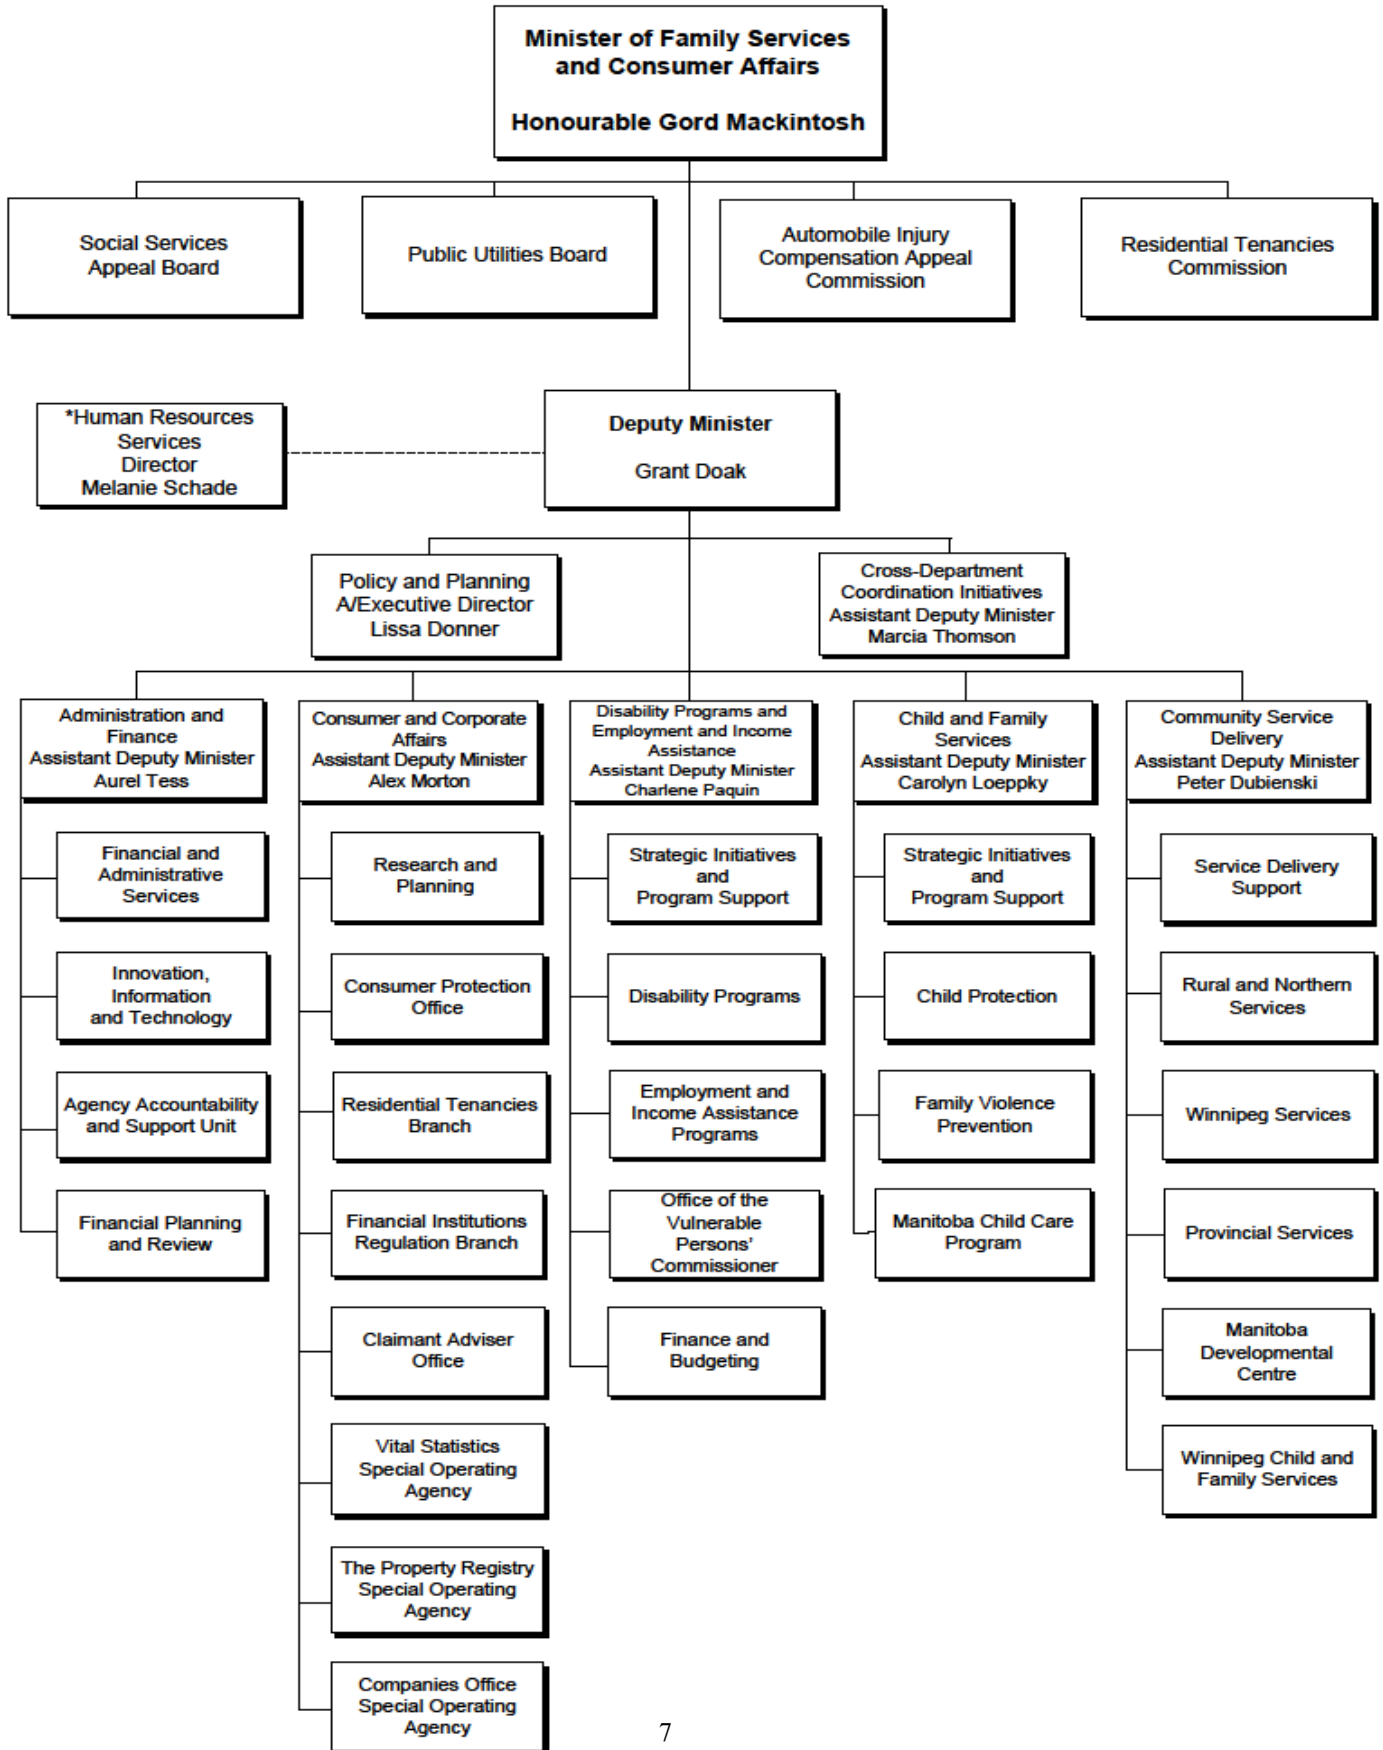 Minister of Family Services
and Consumer Affairs
Honourable Gord Mackintosh
Social Services
Appeal Board
Public Utilities Board
Automobile Injury
Compensation Appeal
Commission
Residential Tenancies
Commission
*Human Resources
Services
Director
Melanie Schade
Deputy Minister
Grant Doak
Policy and Planning
A/Executive Director
Lissa Donner
Cross-Department
Coordination Initiatives
Assistant Deputy Minister
Marcia Thomson
Administration and
Finance
Assistant Deputy Minister
Aurel Tess
Financial and
Administrative
Services
Innovation,
Information
and Technology
Agency Accountability
and Support Unit
Financial Planning
and Review
Consumer and Corporate
Affairs
Assistant Deputy Minister
Alex Morton
Research and
Planning
Consumer Protection
Office
Residential Tenancies
Branch
Financial Institutions
Regulation Branch
Claimant Adviser
Office
Vital Statistics
Special Operating
Agency
The Property Registry
Special Operating
Agency
Companies Office
Special Operating
Agency
Disability Programs and
Employment and Income
Assistance
Assistant Deputy Minister
Charlene Paquin
Strategic Initiatives
and
Program Support
Disability Programs
Employment and
Income Assistance
Programs
Office of the
Vulnerable
Persons'
Commissioner
Finance and
Budgeting
Child and Family
Services
Assistant Deputy Minister
Carolyn Loeppky
Strategic Initiatives
and
Program Support
Child Protection
Family Violence
Prevention
Manitoba Child Care
Program
Community Service
Delivery
Assistant Deputy Minister
Peter Dubienski
Service Delivery
Support
Rural and Northern
Services
Winnipeg Services
Provincial Services
Manitoba
Developmental
Centre
Winnipeg Child and
Family Services
7